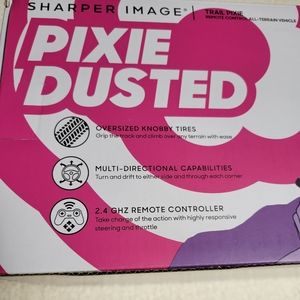 SHARPER IMAGE®
TRAIL PIXIE
REMOTE CONTROL ALL-TERRAIN VEHICLE
PIXIE
DUSTED
OVERSIZED KNOBBY TIRES
Grip the track and climb over any terrain with ease
MULTI-DIRECTIONAL CAPABILITIES
Turn and drift to either side and through each corner
2.4 GHZ REMOTE CONTROLLER
Take charge of the action with highly responsive
steering and throttle